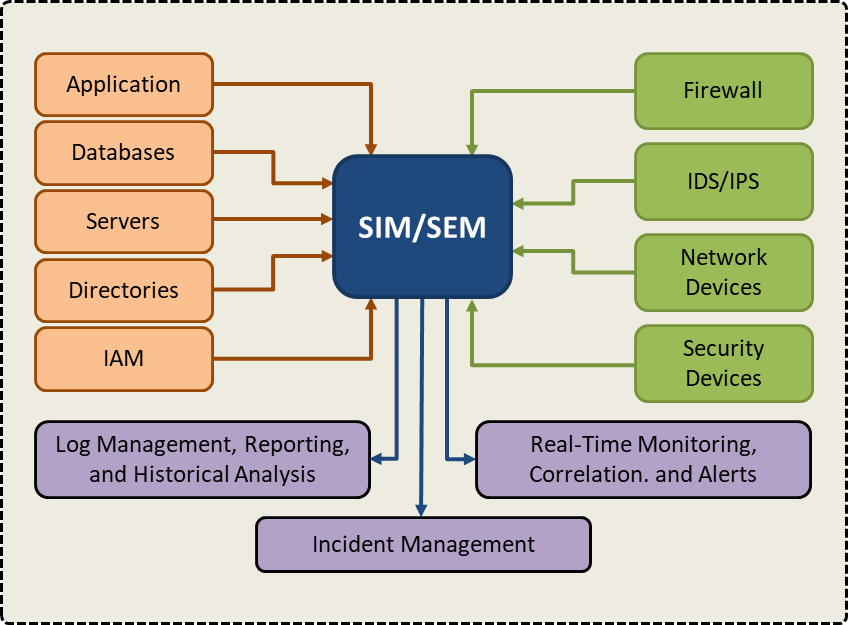 Application
Databases
Servers
Directories
IAM
SIM/SEM
Firewall
IDS/IPS
Network
Devices
Security
Devices
Log Management, Reporting,
and Historical Analysis
Real-Time Monitoring,
Correlation. and Alerts
Incident Management